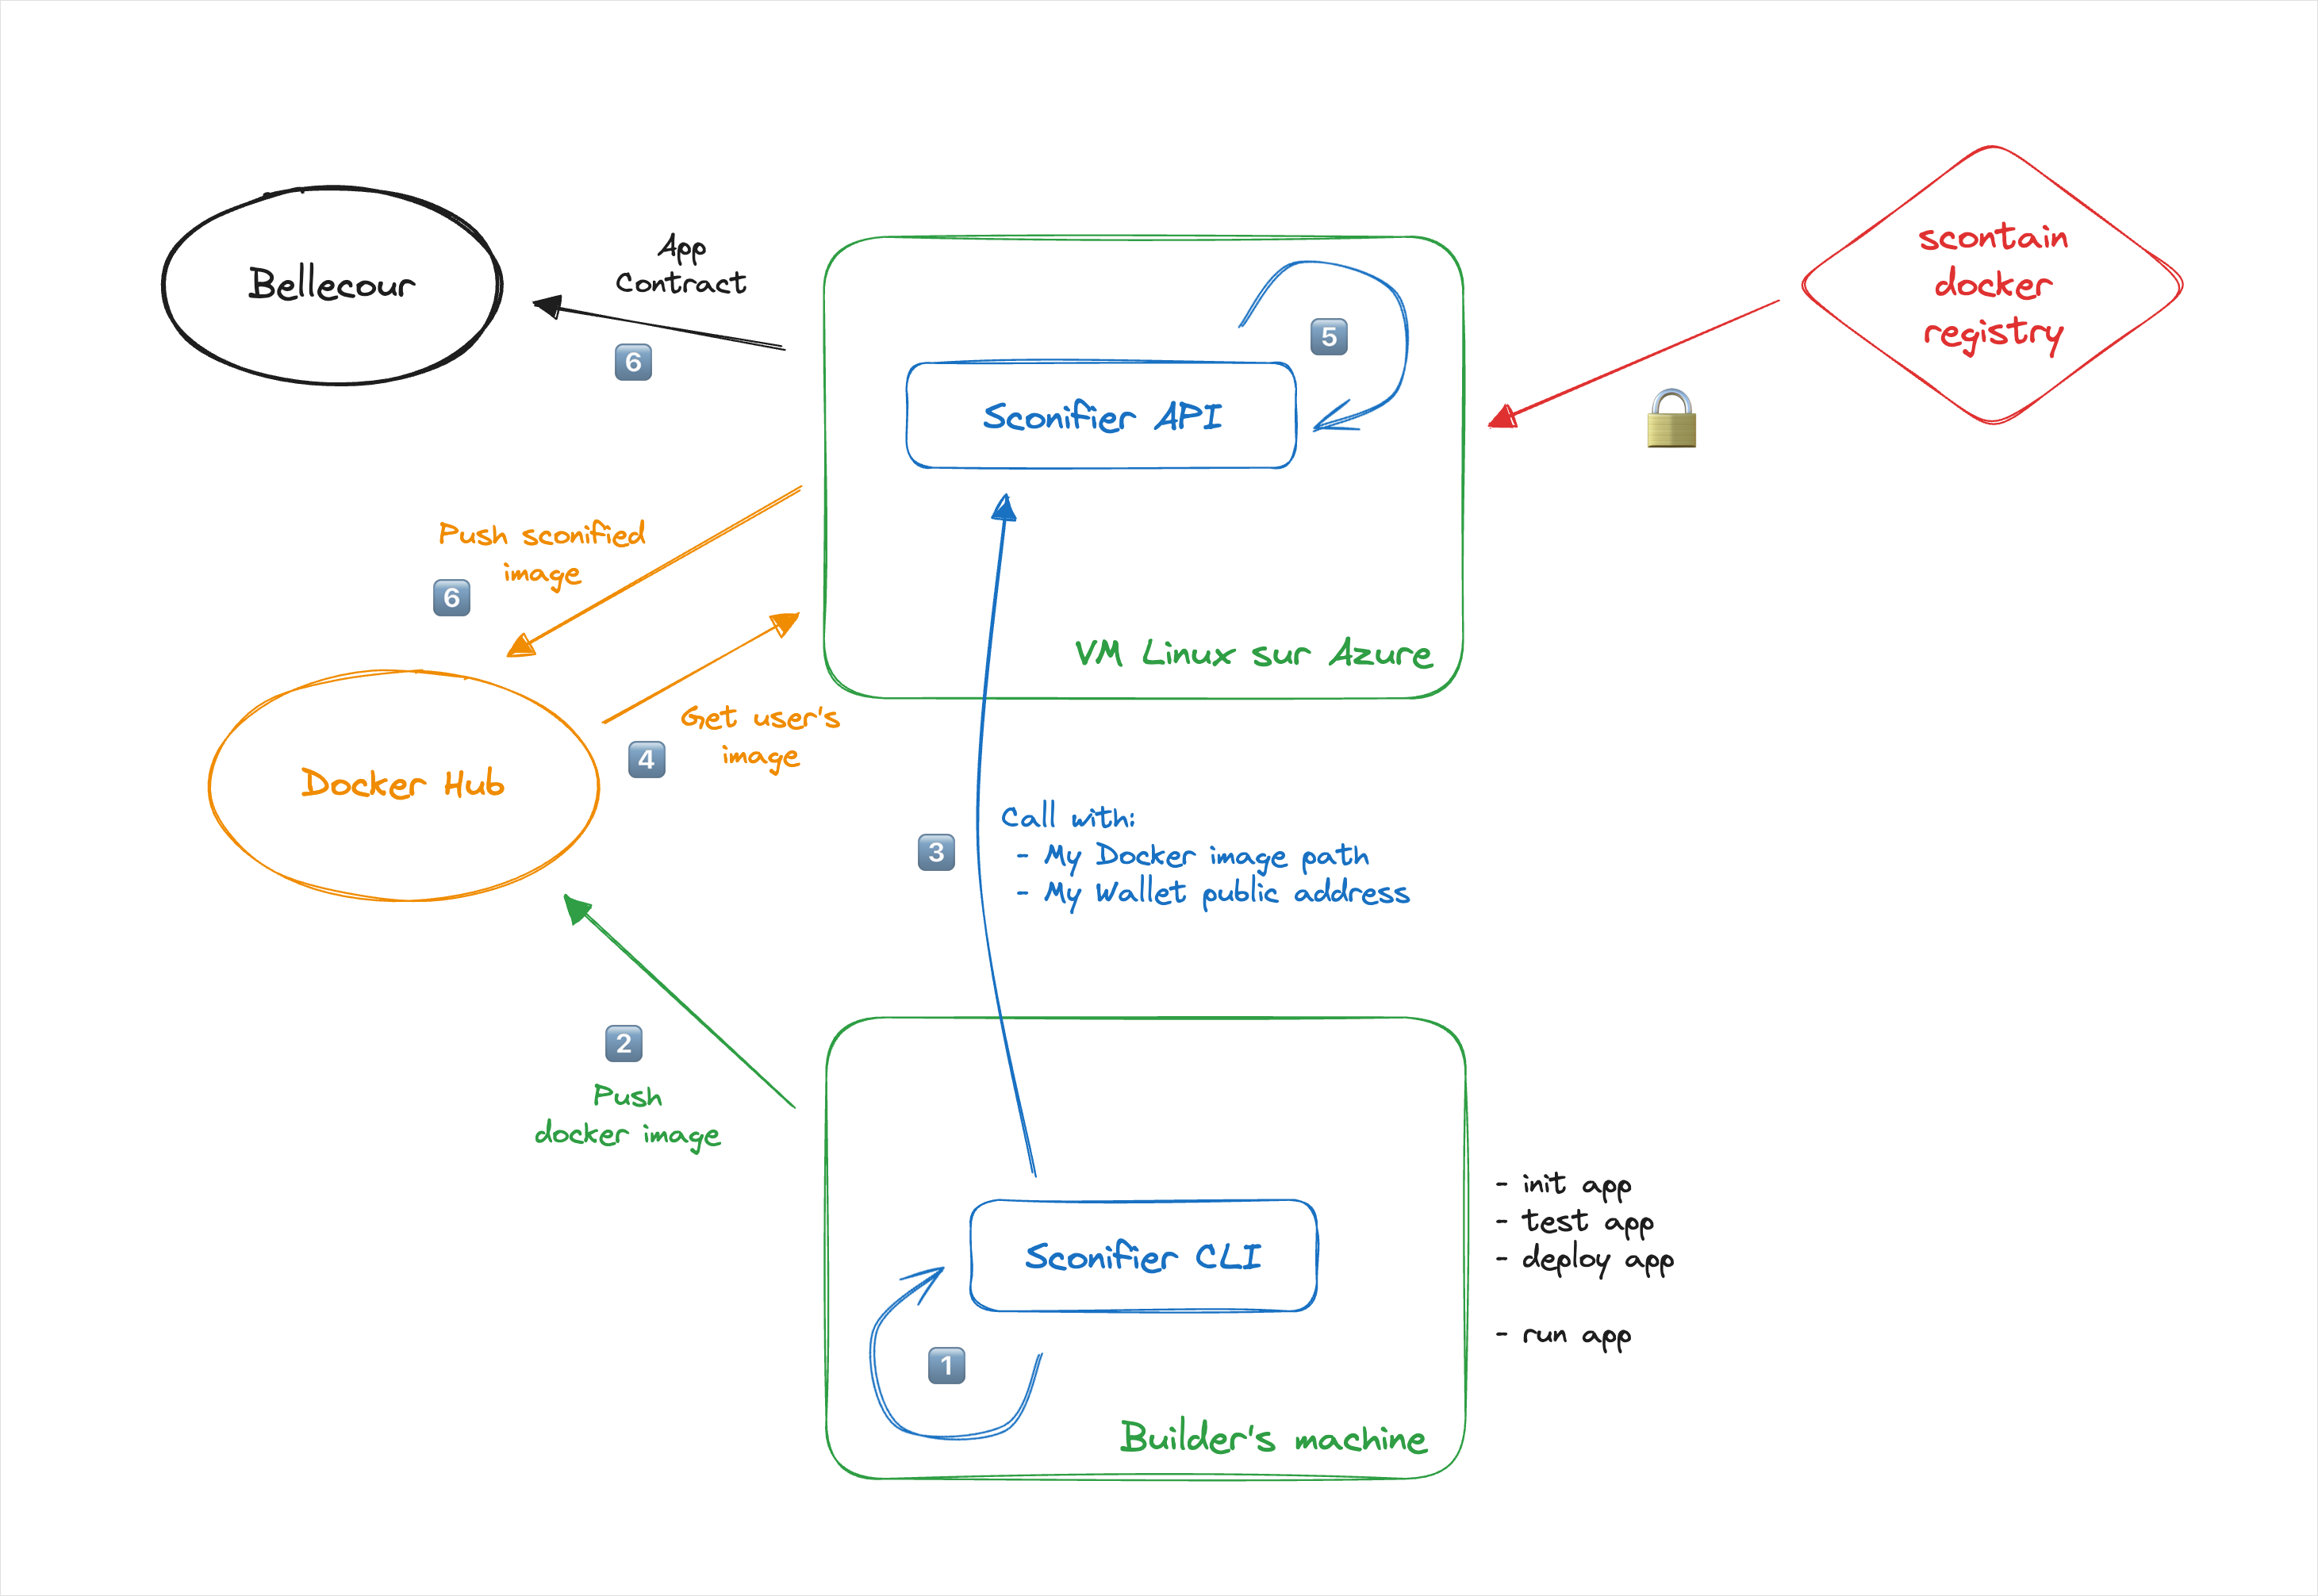 Bellecour
App
Contract
6
5
Sconifier API
VM Linux sur Azure
scontain
docker
registry
Push sconified
image
6
Get user's
image
4
Docker Hub
3
Call with:
- My Docker image path
- My Wallet public address
2
Push
docker image
Sconifier CLI
1
Builder's machine
- init app
- test app
- deploy app
- run app